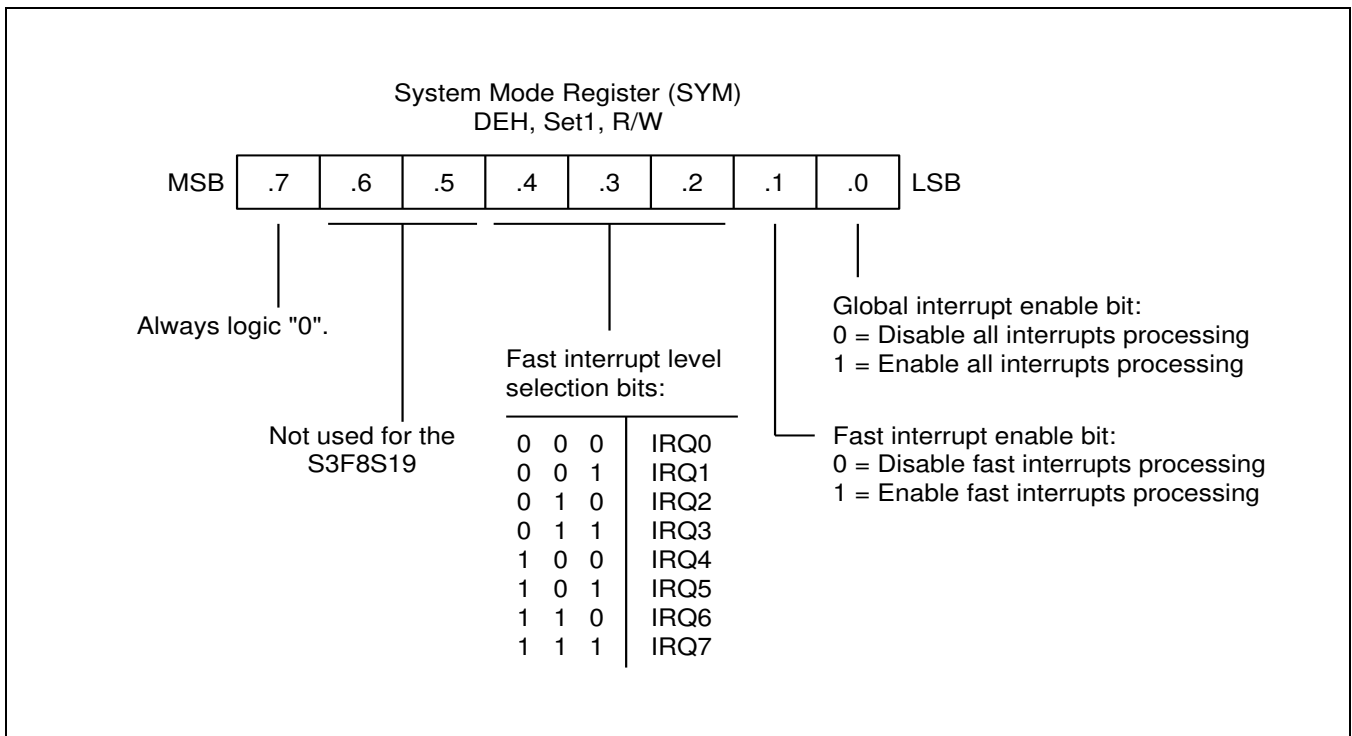 System Mode Register (SYM)
DEH, Set1, R/W
MSB .7 .6 .5 .4 .3 .2 .1 .0 LSB
Always logic "0".
Not used for the
S3F8S19
Fast interrupt level
selection bits:
0 0 0 IRQ0
0 0 1 IRQ1
0 1 0 IRQ2
0 1 1 IRQ3
1 0 0 IRQ4
1 0 1 IRQ5
1 1 0 IRQ6
1 1 1 IRQ7
Global interrupt enable bit:
0 = Disable all interrupts processing
1 = Enable all interrupts processing
Fast interrupt enable bit:
0 = Disable fast interrupts processing
1 = Enable fast interrupts processing